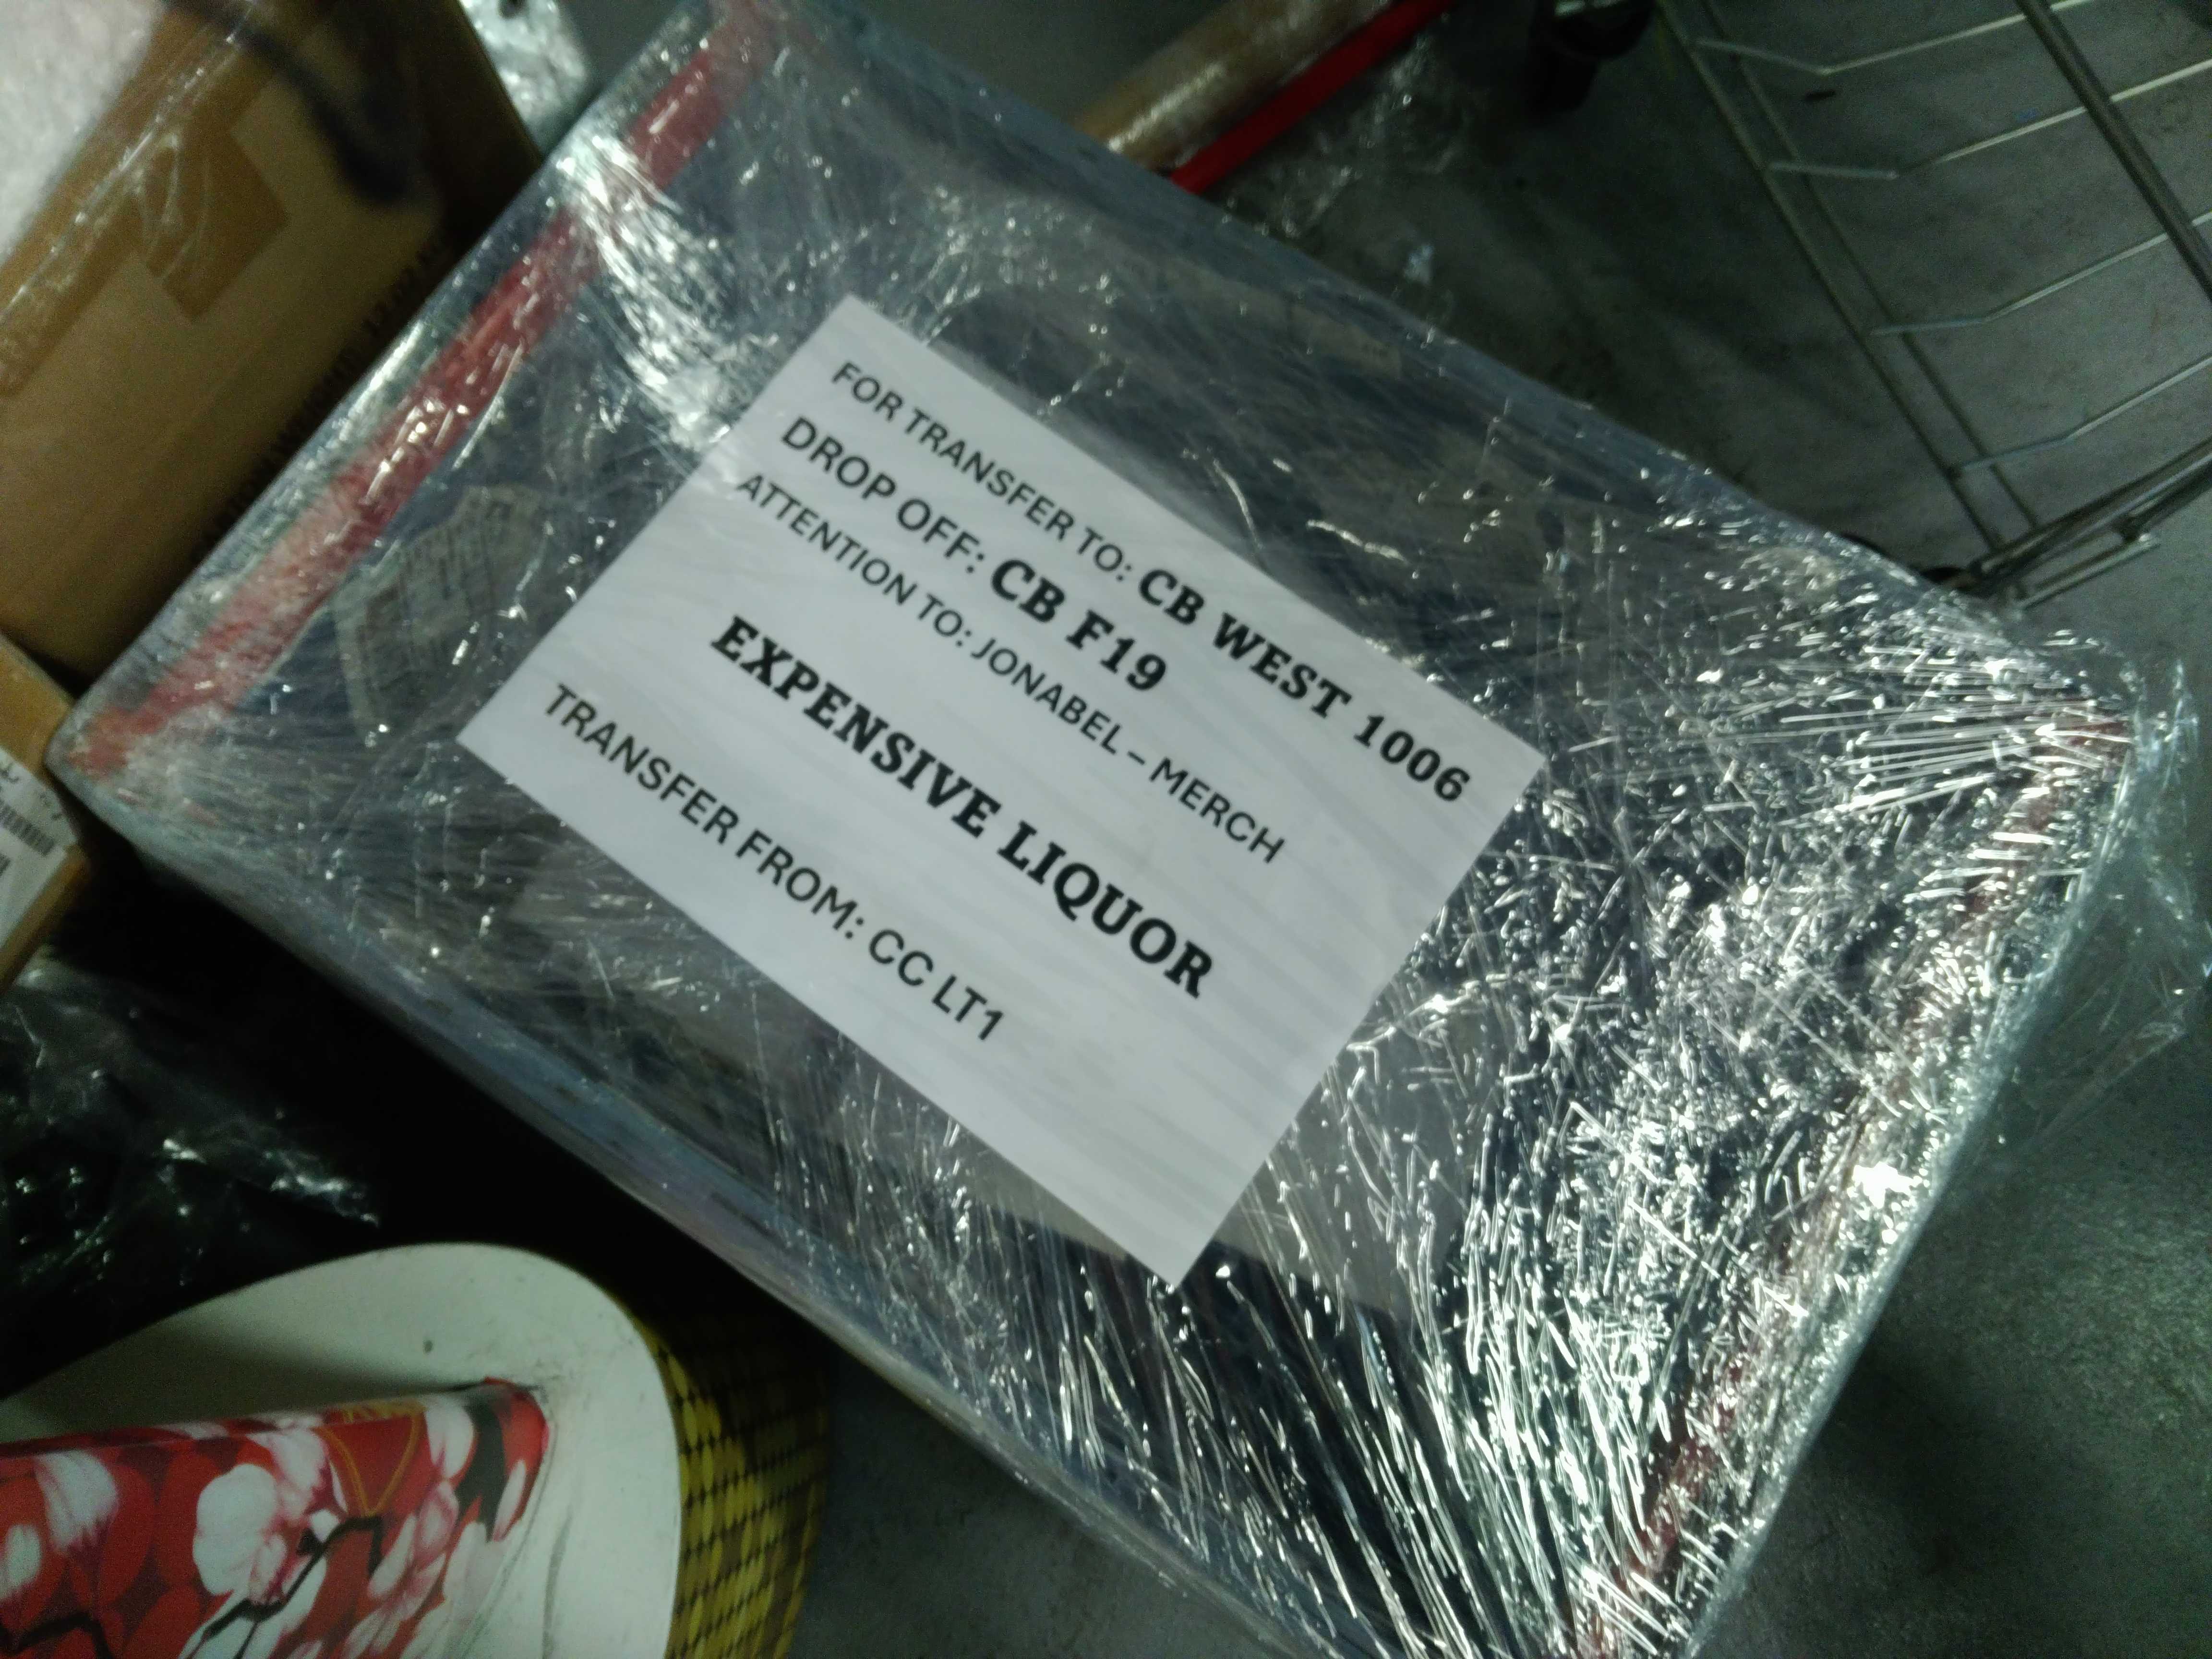 FOR TRANSFER TO: CB WEST 1006
DROP OFF: CB F19
ATTENTION TO: JONABEL – MERCH
EXPENSIVE LIQUOR
TRANSFER FROM: CC LT1